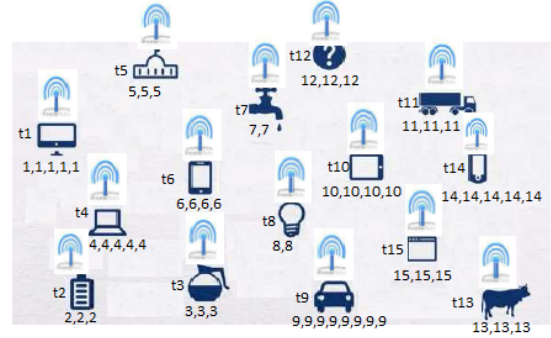 t12
t5
12,12,12
5,5,5
t7
t11
7,7
11,11,11
t1
1,1,1,1,1
t10
t14
t6
10,10,10,10
14,14,14,14,14
6,6,6,6
t4
t8
4,4,4,4,4
8,8
t15
15,15,15
t2
t3
t9
t13
2,2,2
3,3,3
9,9,9,9,9,9,9,9
13,13,13